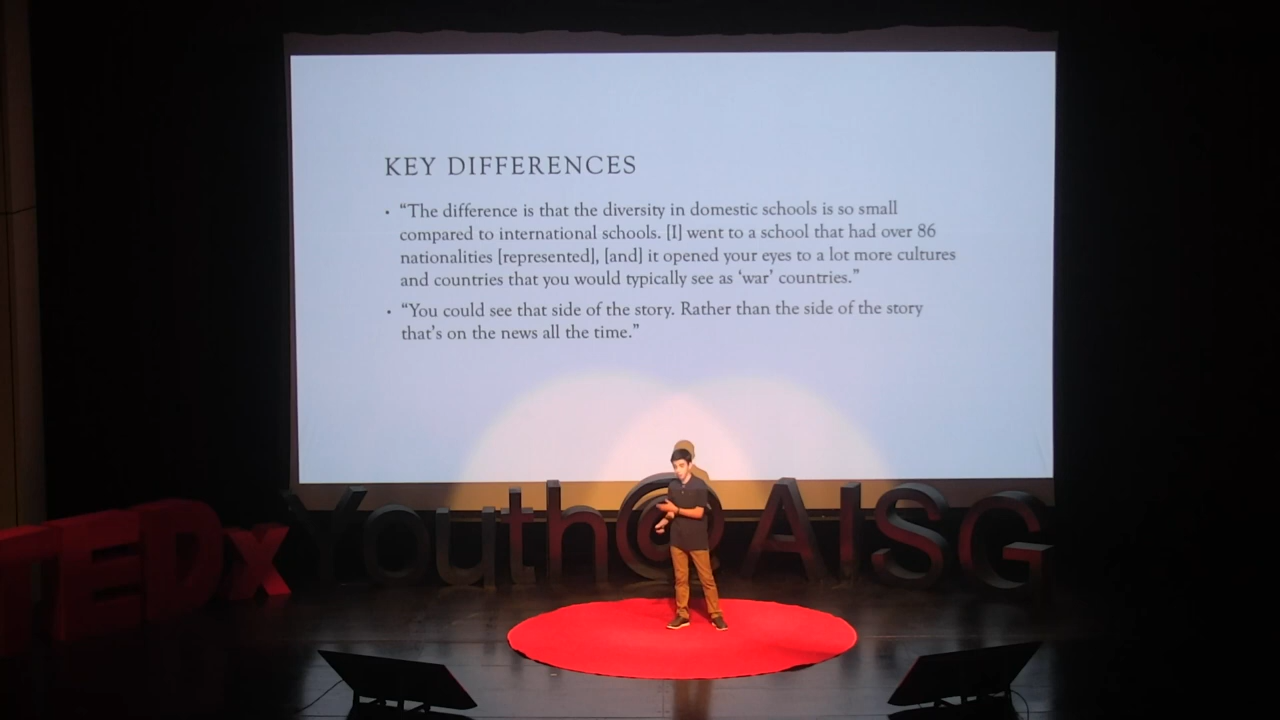 KEY DIFFERENCES
• “The difference is that the diversity in domestic schools is so small
compared to international schools. [I] went to a school that had over 86
nationalities [represented], [and] it opened your eyes to a lot more cultures
and countries that you would typically see as ‘war’ countries.”
• “You could see that side of the story. Rather than the side of the story
that’s on the news all the time.”
TEDxYouth@AISG